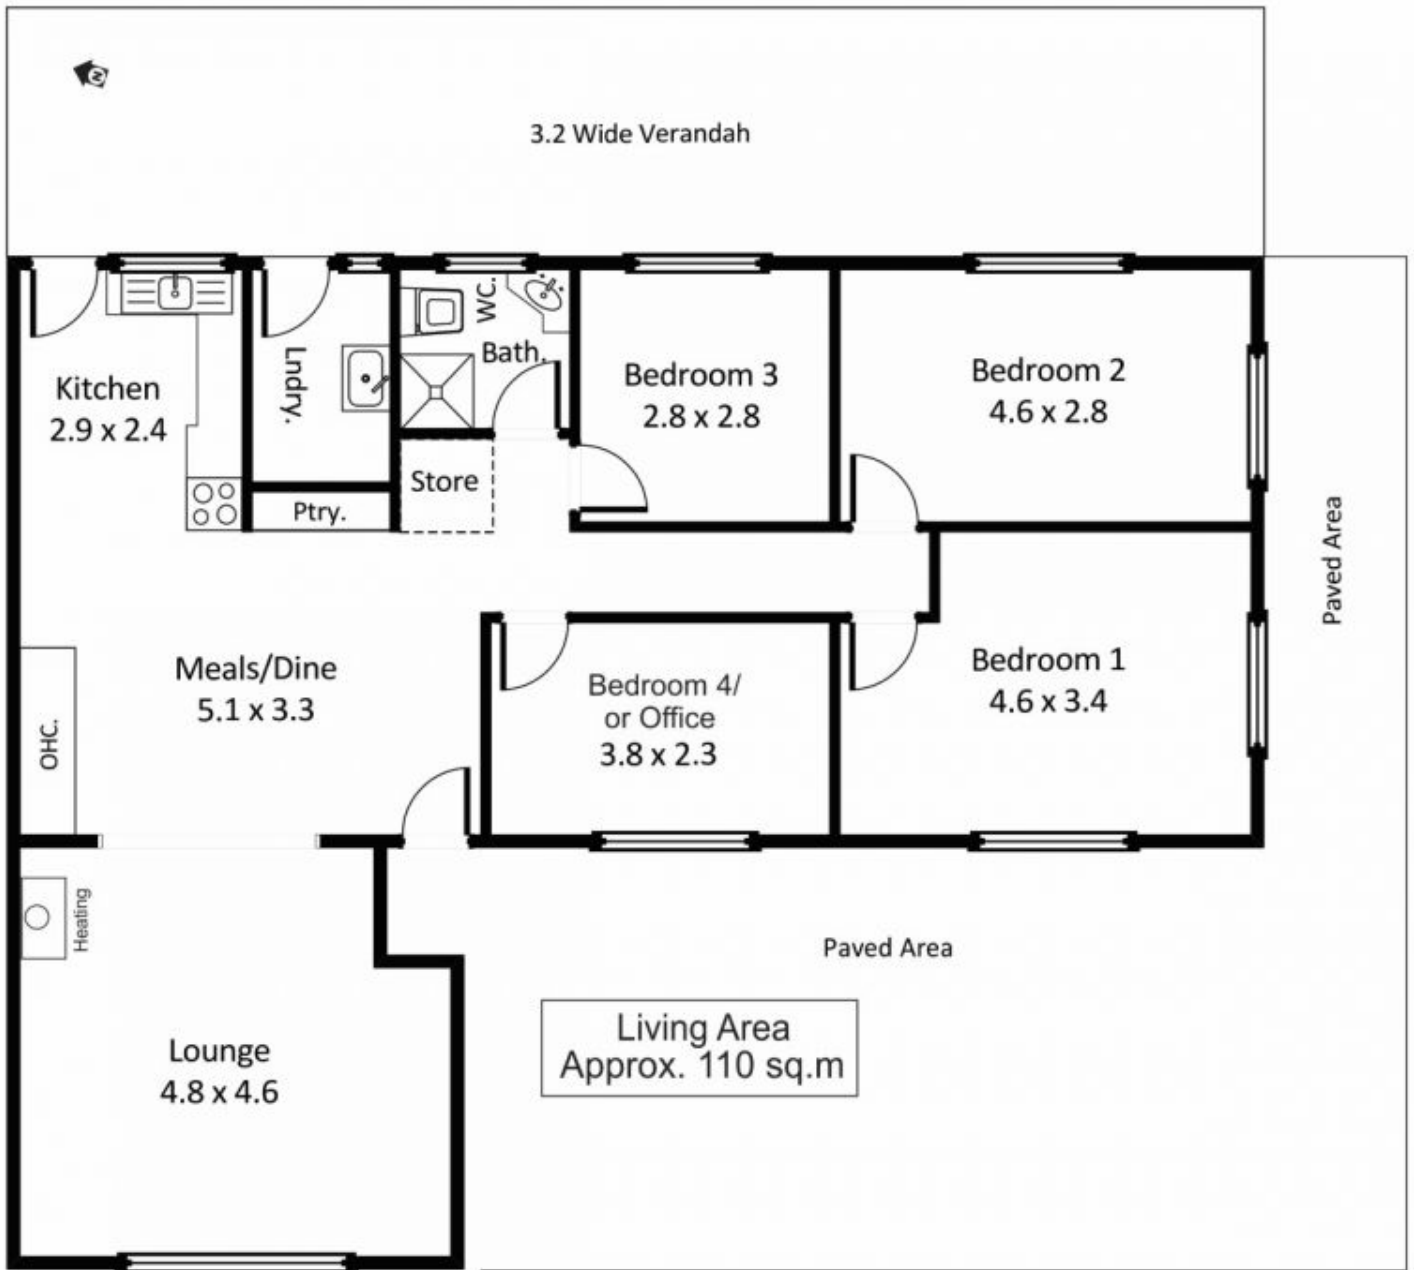 N
3.2 Wide Verandah
Kitchen
2.9 x 2.4
Lndry.
WC.
Bath.
Bedroom 3
2.8 x 2.8
Bedroom 2
4.6 x 2.8
Store
Ptry.
Paved Area
Meals/Dine
5.1 x 3.3
OHC.
Bedroom 4/
or Office
3.8 x 2.3
Bedroom 1
4.6 x 3.4
Heating
Paved Area
Lounge
4.8 x 4.6
Living Area
Approx. 110 sq.m